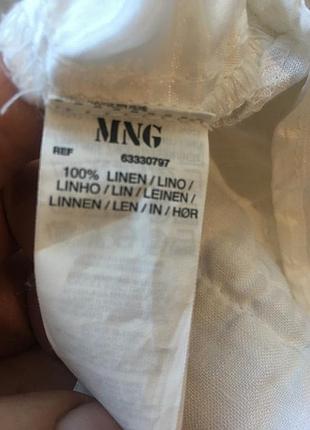 MNG
REF 63330797
100% LINEN / LINO /
LINHO / LIN / LEINEN /
LINNEN / LEN / IN / HØR